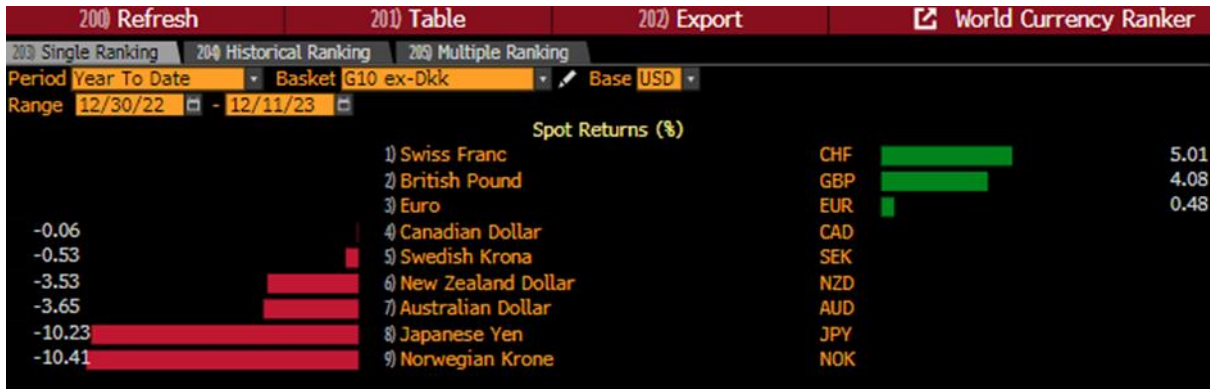 200) Refresh 201) Table 202) Export World Currency Ranker
203) Single Ranking 204) Historical Ranking 205) Multiple Ranking
Period Year To Date Basket G10 ex-Dkk Base USD
Range 12/30/22 - 12/11/23
Spot Returns (%)
1) Swiss Franc CHF 5.01
2) British Pound GBP 4.08
3) Euro EUR 0.48
-0.06 4) Canadian Dollar CAD
-0.53 5) Swedish Krona SEK
-3.53 6) New Zealand Dollar NZD
-3.65 7) Australian Dollar AUD
-10.23 8) Japanese Yen JPY
-10.41 9) Norwegian Krone NOK